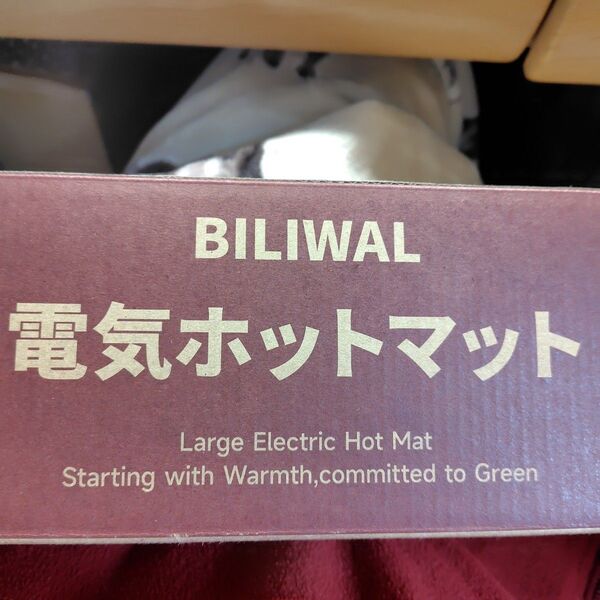 BILIWAL
電気ホットマット
Large Electric Hot Mat
Starting with Warmth,committed to Green